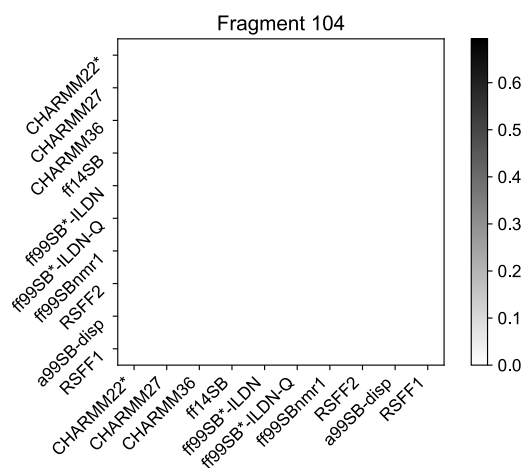 Fragment 104
CHARMM22*
CHARMM27
CHARMM36
ff14SB
ff99SB*-ILDN
ff99SB*-ILDN-Q
ff99SBnmr1
RSFF2
a99SB-disp
RSFF1
CHARMM22*
CHARMM27
CHARMM36
ff14SB
ff99SB*-ILDN
ff99SB*-ILDN-Q
ff99SBnmr1
RSFF2
a99SB-disp
RSFF1
0.6
0.5
0.4
0.3
0.2
0.1
0.0